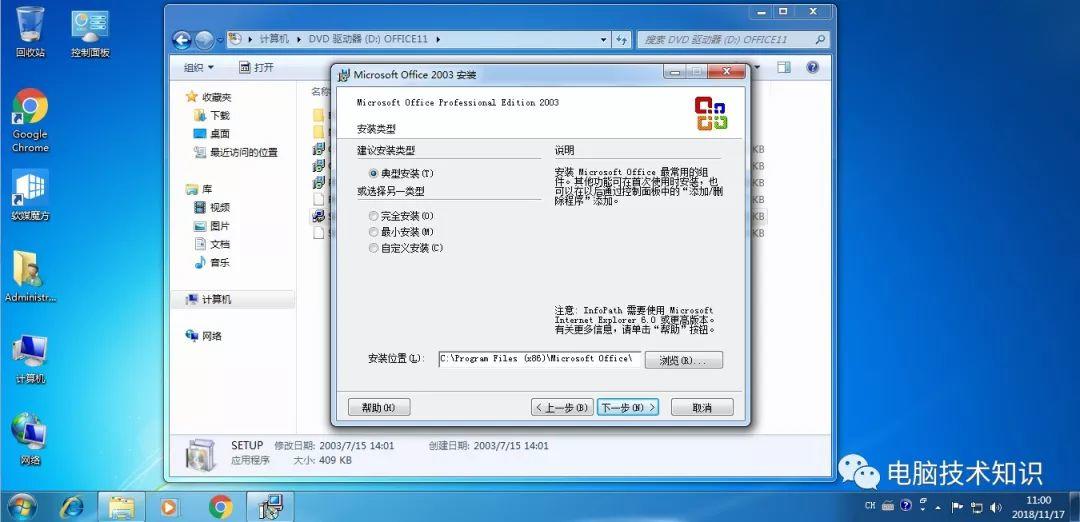 回收站
控制面板
Google
Chrome
软媒魔方
Administr...
计算机
网络
计算机 ▸ DVD 驱动器 (D:) OFFICE11 ▸
搜索 DVD 驱动器 (D:) OFFICE11
组织 ▼
打开
收藏夹
下载
桌面
最近访问的位置
库
视频
图片
文档
音乐
计算机
网络
名称
KB
KB
KB
KB
KB
KB
Microsoft Office 2003 安装
Microsoft Office Professional Edition 2003
安装类型
建议安装类型
典型安装(T)
或选择另一类型
完全安装(O)
最小安装(M)
自定义安装(C)
说明
安装 Microsoft Office 最常用的组
件。其他功能可在首次使用时安装，也
可以在以后通过控制面板中的“添加/删
除程序”添加。
注意: InfoPath 需要使用 Microsoft
Internet Explorer 6.0 或更高版本。
有关更多信息，请单击“帮助”按钮。
安装位置(L):
C:\Program Files (x86)\Microsoft Office\
浏览(R)...
帮助(H)
< 上一步(B)
下一步(N) >
取消
SETUP 修改日期: 2003/7/15 14:01 创建日期: 2003/7/15 14:01
应用程序 大小: 409 KB
电脑技术知识
CH
11:00
2018/11/17